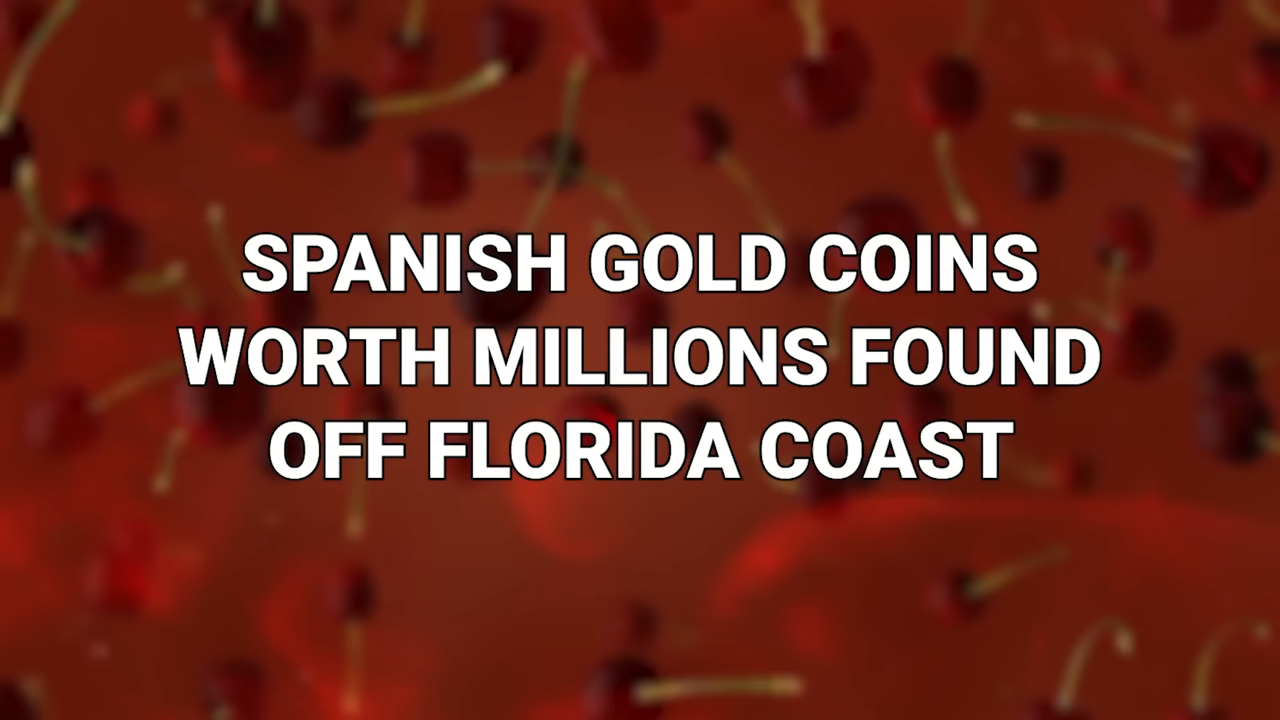 SPANISH GOLD COINS
WORTH MILLIONS FOUND
OFF FLORIDA COAST